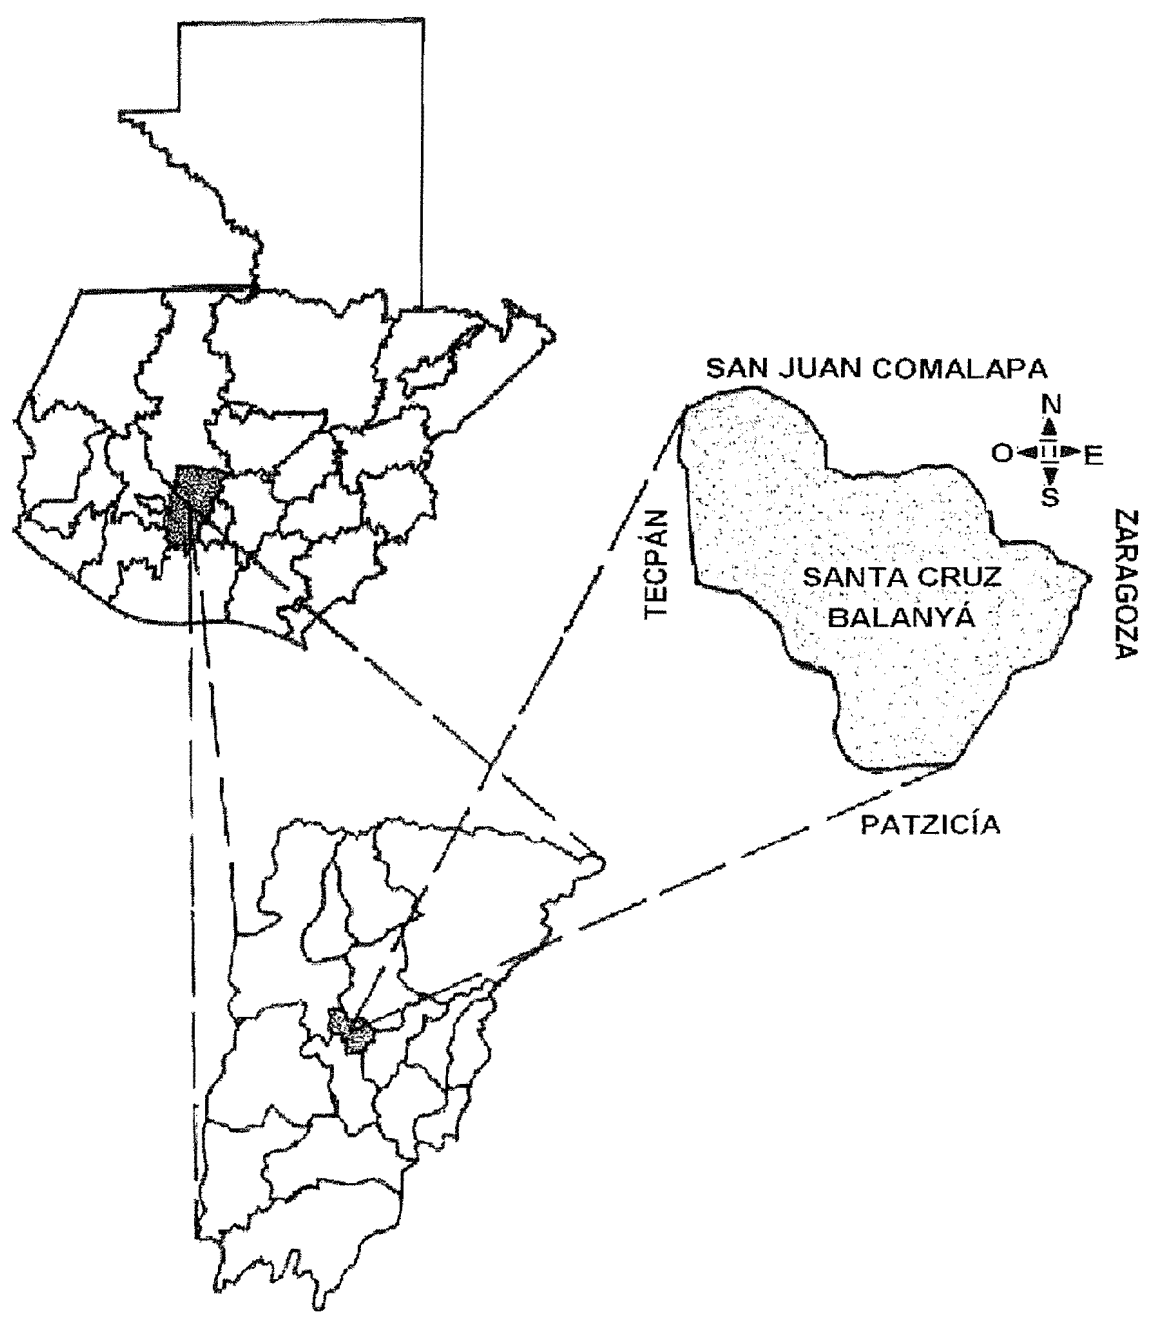 SAN JUAN COMALAPA
N
O E
S
TECPÁN
ZARAGOZA
SANTA CRUZ
BALANYÁ
PATZICÍA